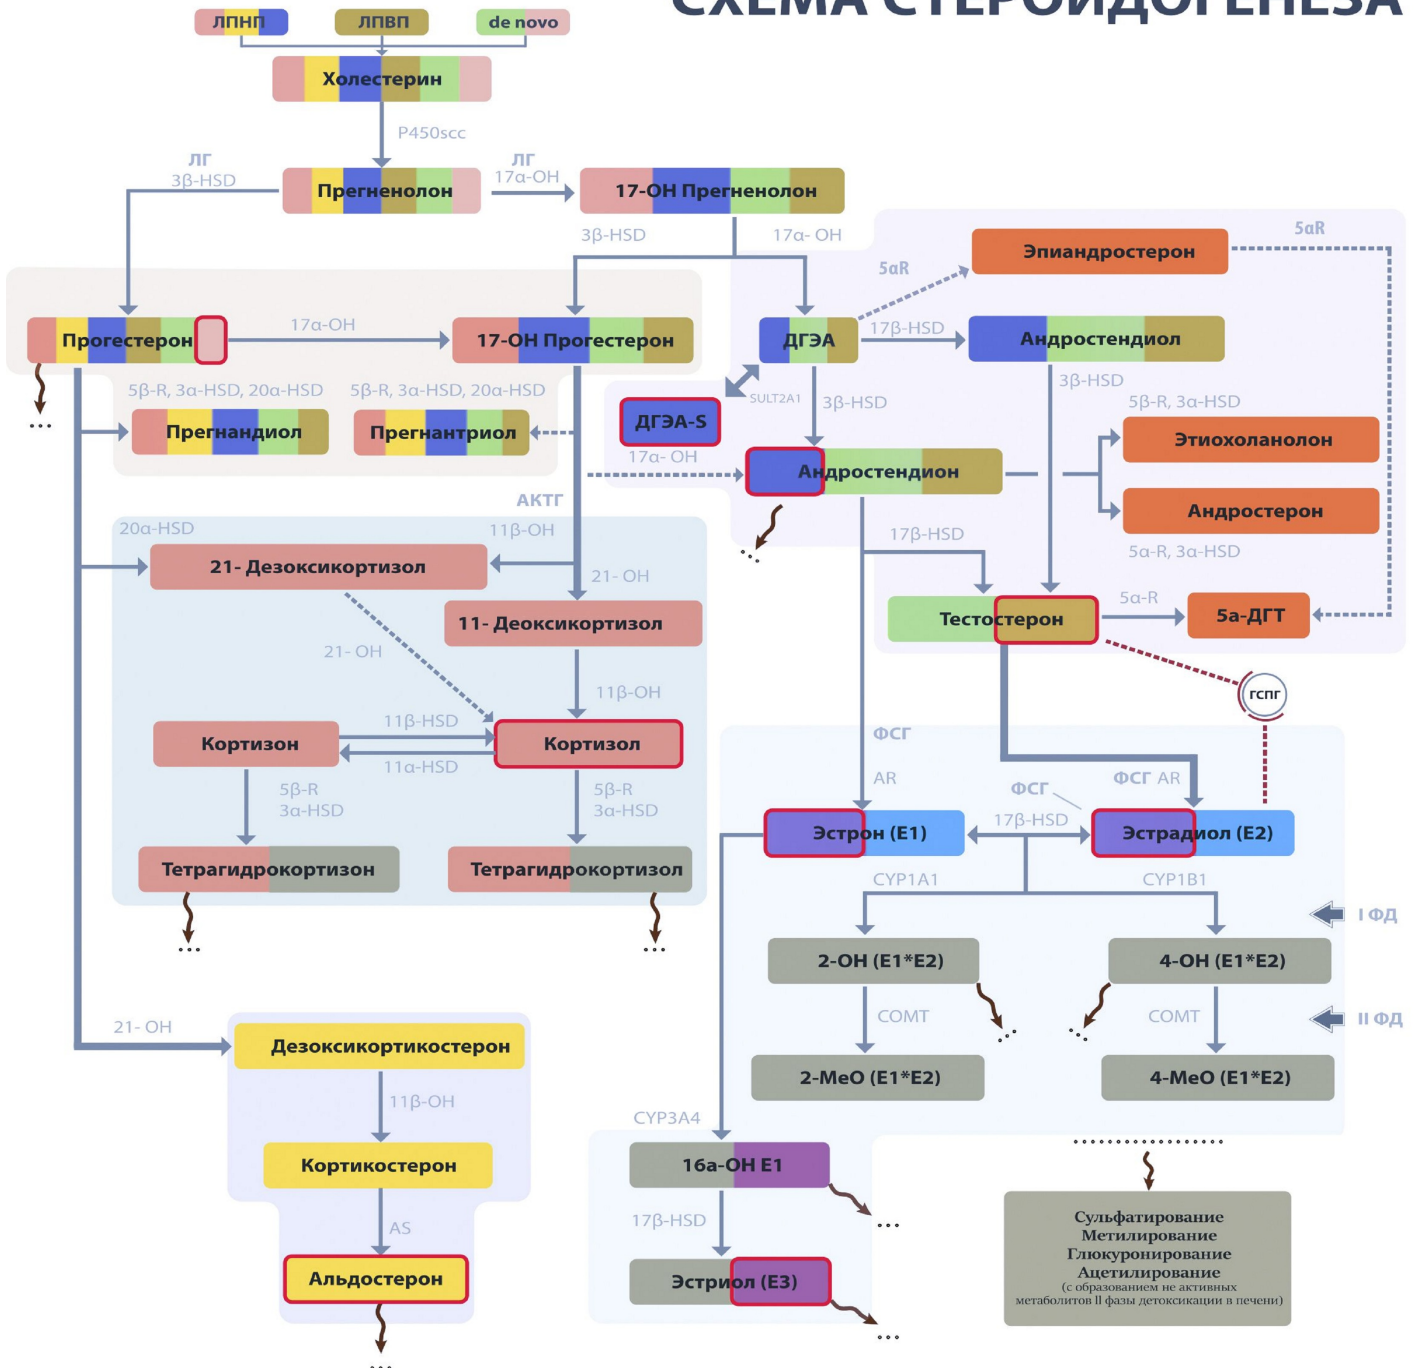 СХЕМА СТЕРОИДОГЕНЕЗА
ЛПНП
ЛПВП
de novo
Холестерин
P450scc
ЛГ
3β-HSD
Прегненолон
ЛГ
17α-OH
17-ОН Прегненолон
3β-HSD
17α- OH
5αR
Эпиандростерон
5αR
Прогестерон
17α-OH
17-ОН Прогестерон
ДГЭА
17β-HSD
Андростендиол
5β-R, 3α-HSD, 20α-HSD
5β-R, 3α-HSD, 20α-HSD
SULT2A1
3β-HSD
3β-HSD
5β-R, 3α-HSD
Прегнандиол
Прегнантриол
ДГЭА-S
Этиохоланолон
17α- OH
Андростендион
АКТГ
Андростерон
20α-HSD
11β-OH
17β-HSD
5α-R, 3α-HSD
21- Дезоксикортизол
21- OH
11- Деоксикортизол
Тестостерон
5α-R
5а-ДГТ
21- OH
11β-OH
ГСПГ
Кортизон
11β-HSD
11α-HSD
Кортизол
ФСГ
AR
ФСГ AR
5β-R
3α-HSD
5β-R
3α-HSD
ФСГ
17β-HSD
Эстрон (Е1)
Эстрадиол (Е2)
Тетрагидрокортизон
Тетрагидрокортизол
CYP1A1
CYP1B1
I ФД
2-OH (E1*E2)
4-OH (E1*E2)
COMT
COMT
II ФД
21- OH
Дезоксикортикостерон
2-MeO (E1*E2)
4-MeO (E1*E2)
11β-OH
CYP3A4
Кортикостерон
16а-ОН Е1
AS
17β-HSD
Альдостерон
Эстриол (Е3)
Сульфатирование
Метилирование
Глюкуронирование
Ацетилирование
(с образованием не активных
метаболитов II фазы детоксикации в печени)